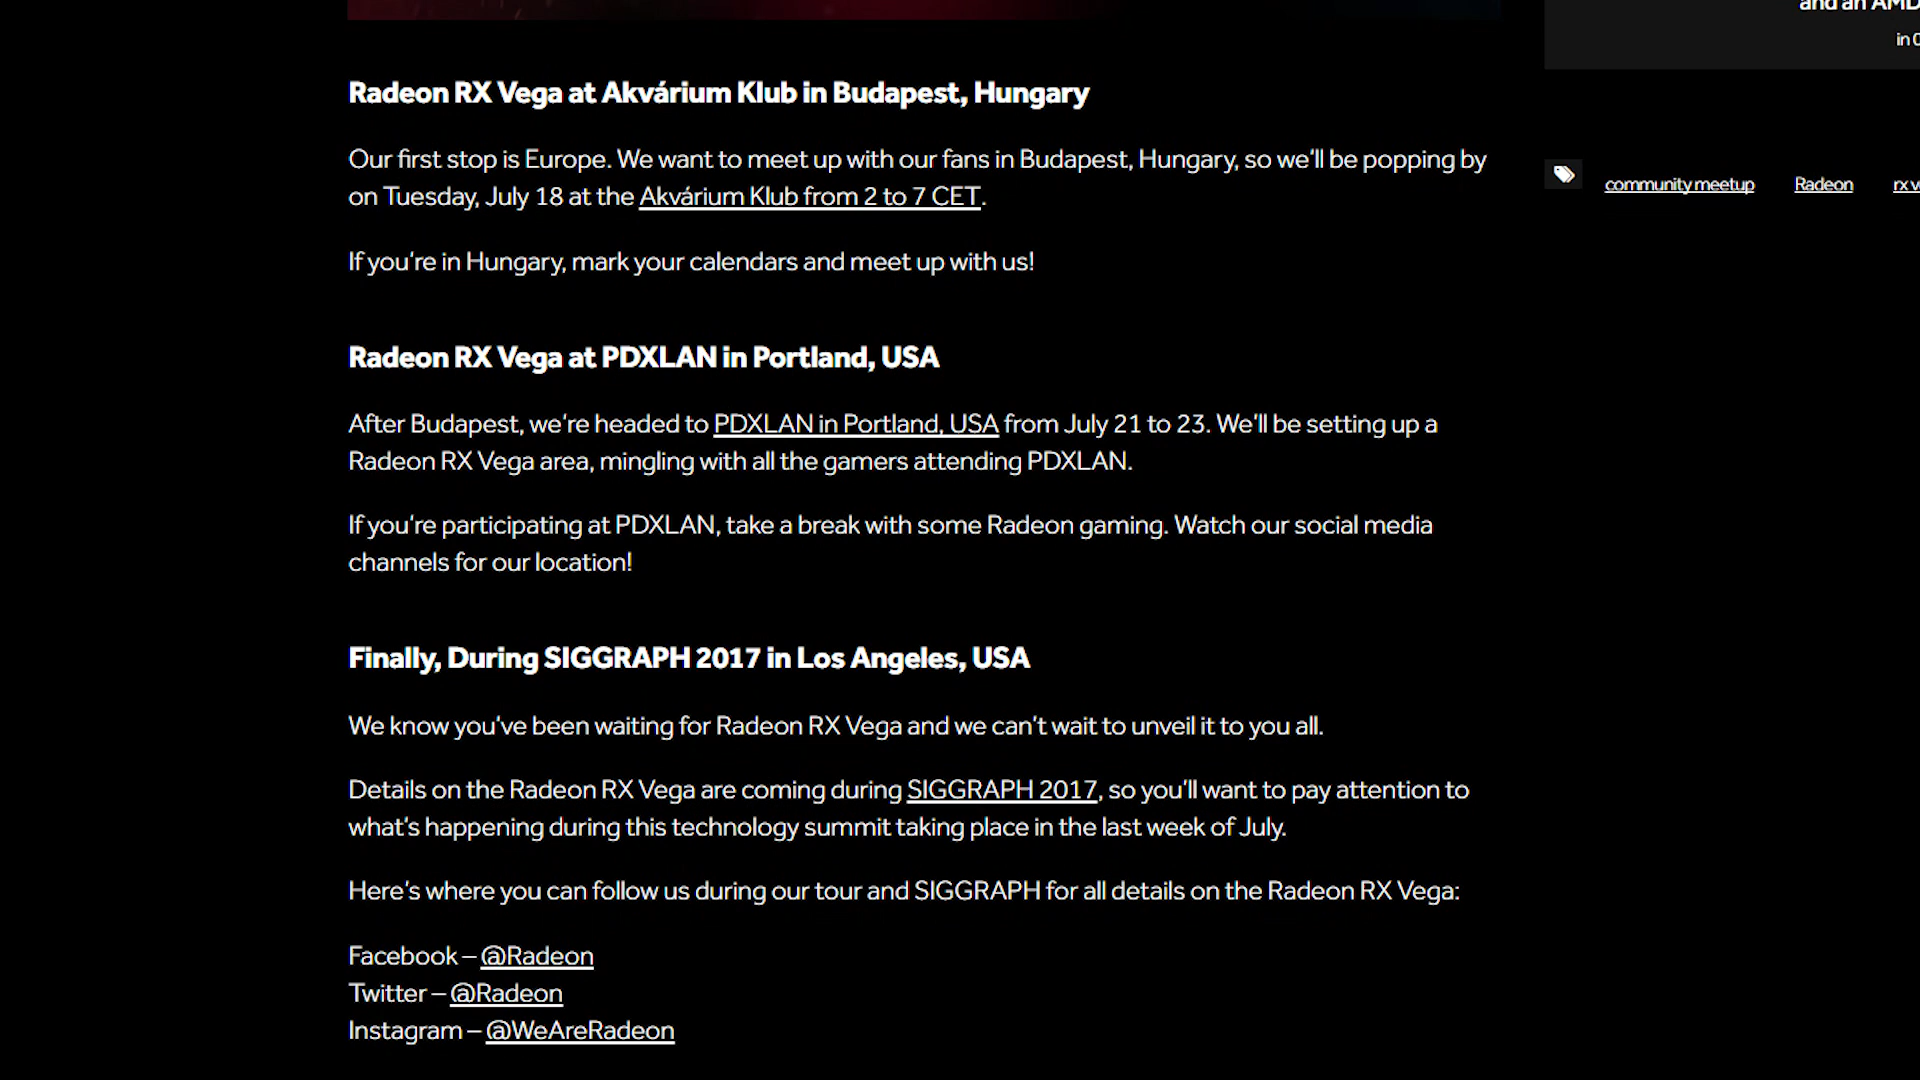 and an AMD
in
Radeon RX Vega at Akvárium Klub in Budapest, Hungary
Our first stop is Europe. We want to meet up with our fans in Budapest, Hungary, so we'll be popping by
on Tuesday, July 18 at the Akvárium Klub from 2 to 7 CET.
If you're in Hungary, mark your calendars and meet up with us!
Radeon RX Vega at PDXLAN in Portland, USA
After Budapest, we're headed to PDXLAN in Portland, USA from July 21 to 23. We'll be setting up a
Radeon RX Vega area, mingling with all the gamers attending PDXLAN.
If you're participating at PDXLAN, take a break with some Radeon gaming. Watch our social media
channels for our location!
Finally, During SIGGRAPH 2017 in Los Angeles, USA
We know you've been waiting for Radeon RX Vega and we can't wait to unveil it to you all.
Details on the Radeon RX Vega are coming during SIGGRAPH 2017, so you'll want to pay attention to
what's happening during this technology summit taking place in the last week of July.
Here's where you can follow us during our tour and SIGGRAPH for all details on the Radeon RX Vega:
Facebook – @Radeon
Twitter – @Radeon
Instagram – @WeAreRadeon
community meetup Radeon rx